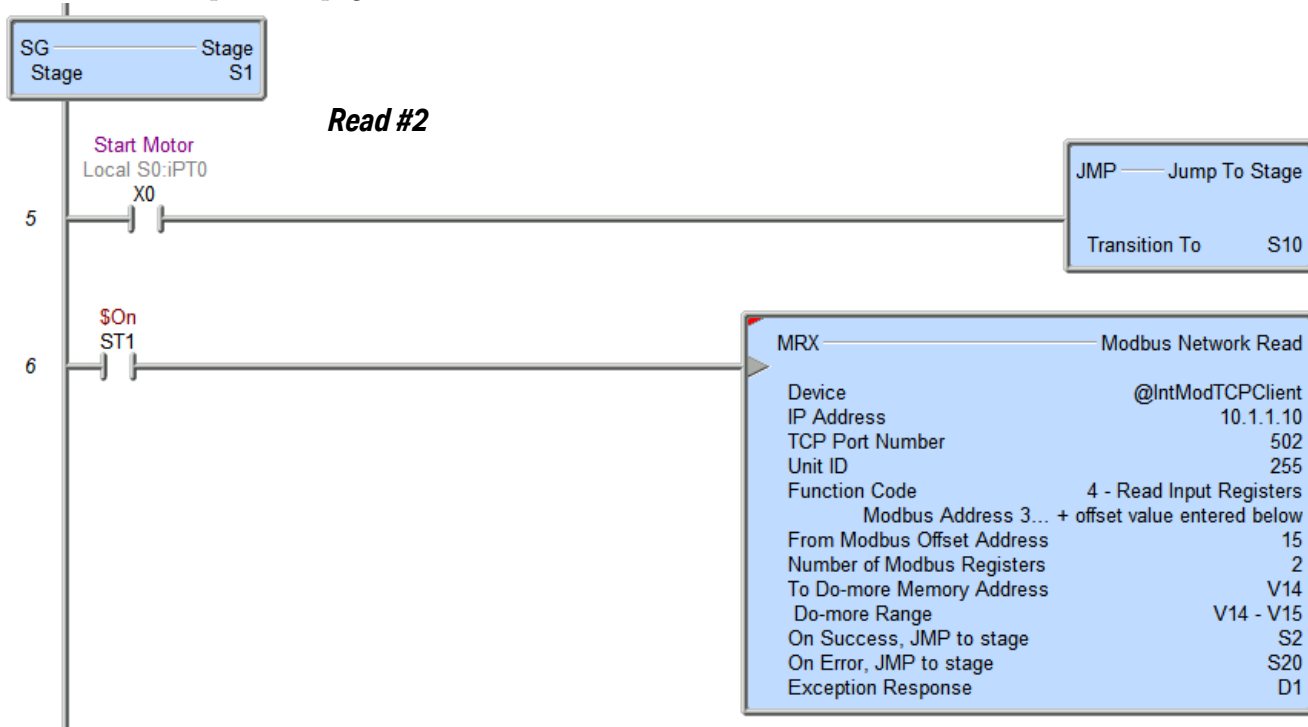 SG Stage
Stage S1
Read #2
Start Motor
Local S0:iPT0
X0
JMP Jump To Stage
5
Transition To S10
$On
ST1
6
MRX Modbus Network Read
Device @IntModTCPClient
IP Address 10.1.1.10
TCP Port Number 502
Unit ID 255
Function Code 4 - Read Input Registers
Modbus Address 3... + offset value entered below
From Modbus Offset Address 15
Number of Modbus Registers 2
To Do-more Memory Address V14
Do-more Range V14 - V15
On Success, JMP to stage S2
On Error, JMP to stage S20
Exception Response D1